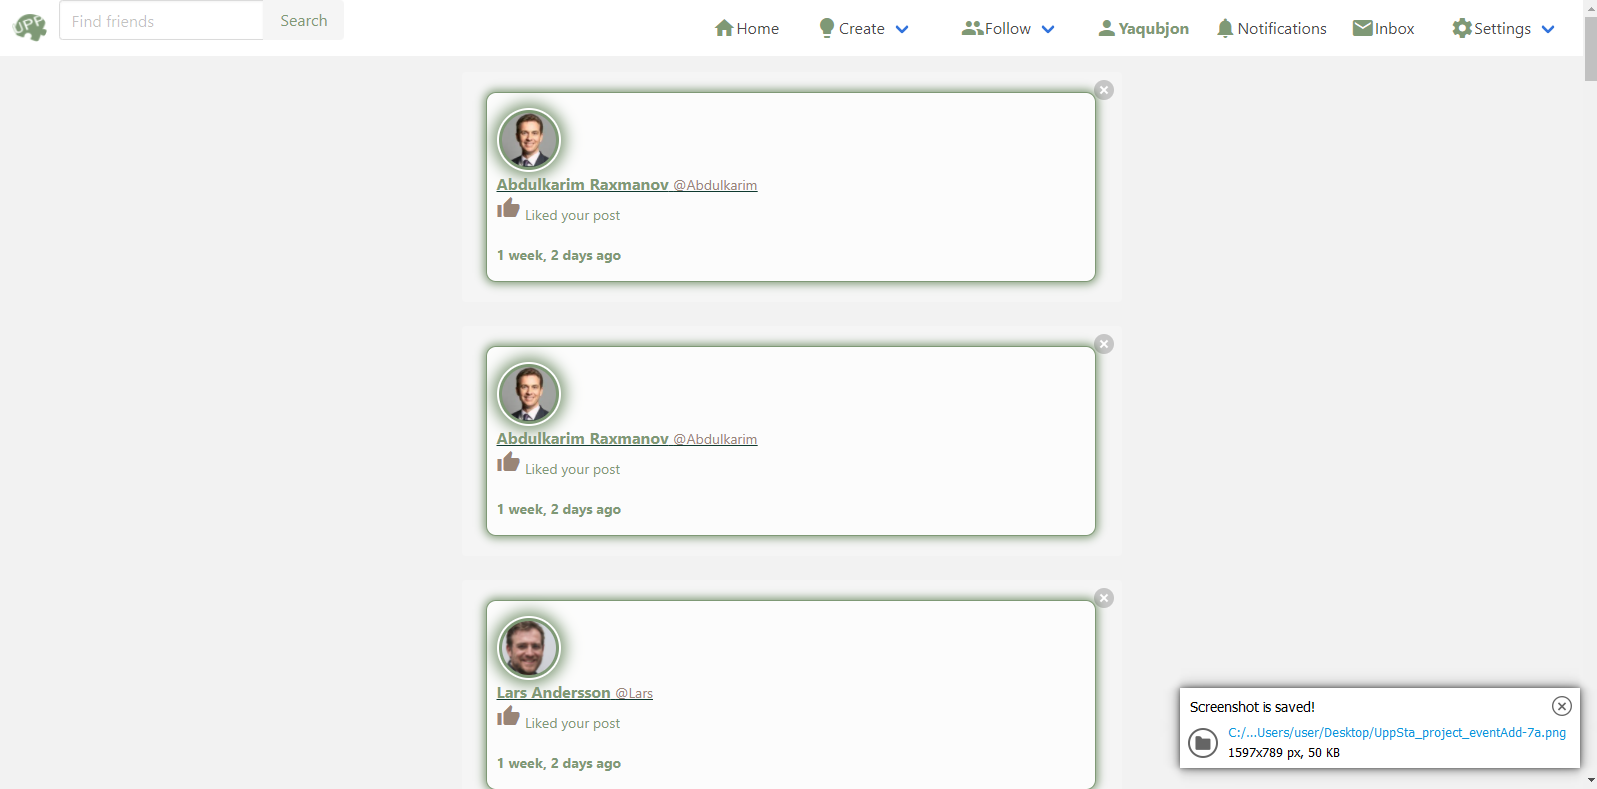 UPP
Find friends
Search
Home
Create
Follow
Yaqubjon
Notifications
Inbox
Settings
Abdulkarim Raxmanov @Abdulkarim
Liked your post
1 week, 2 days ago
Abdulkarim Raxmanov @Abdulkarim
Liked your post
1 week, 2 days ago
Lars Andersson @Lars
Liked your post
1 week, 2 days ago
Screenshot is saved!
C:/...Users/user/Desktop/UppSta_project_eventAdd-7a.png
1597x789 px, 50 KB